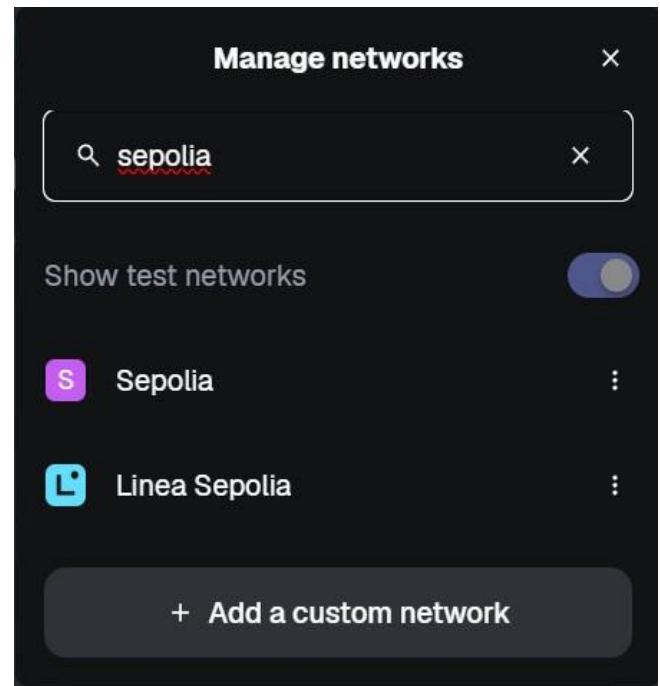 Manage networks
sepolia
Show test networks
S Sepolia
L Linea Sepolia
+ Add a custom network